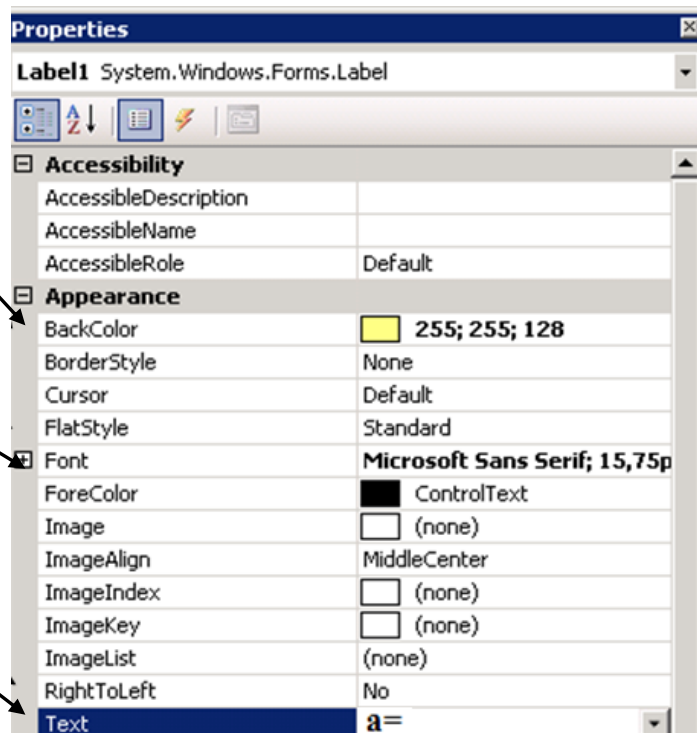 Properties
Label1 System.Windows.Forms.Label
Accessibility
AccessibleDescription
AccessibleName
AccessibleRole Default
Appearance
BackColor 255; 255; 128
BorderStyle None
Cursor Default
FlatStyle Standard
Font Microsoft Sans Serif; 15,75p
ForeColor ControlText
Image (none)
ImageAlign MiddleCenter
ImageIndex (none)
ImageKey (none)
ImageList (none)
RightToLeft No
Text a=